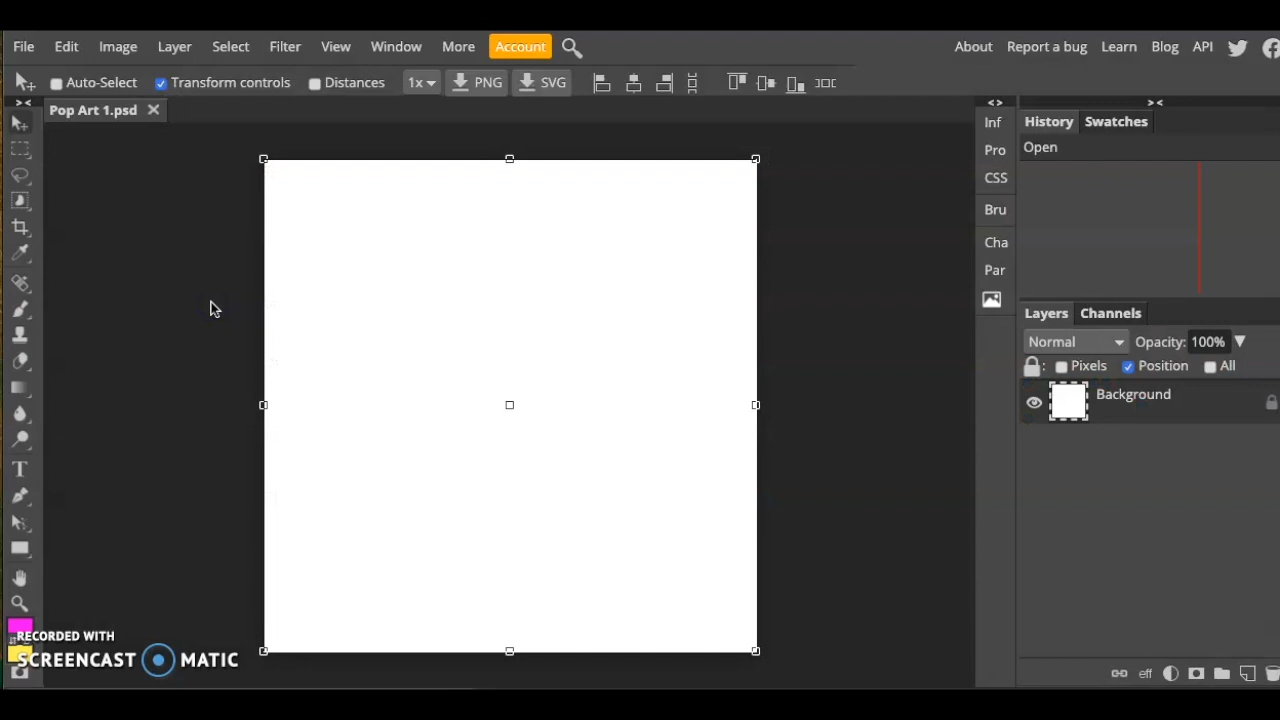 File Edit Image Layer Select Filter View Window More Account About Report a bug Learn Blog API
Auto-Select Transform controls Distances 1x PNG SVG
> < Pop Art 1.psd < > > <
Inf
Pro
CSS
Bru
Cha
Par
History Swatches
Open
Layers Channels
Normal Opacity: 100%
: Pixels Position All
Background
eff
T
RECORDED WITH
SCREENCAST MATIC